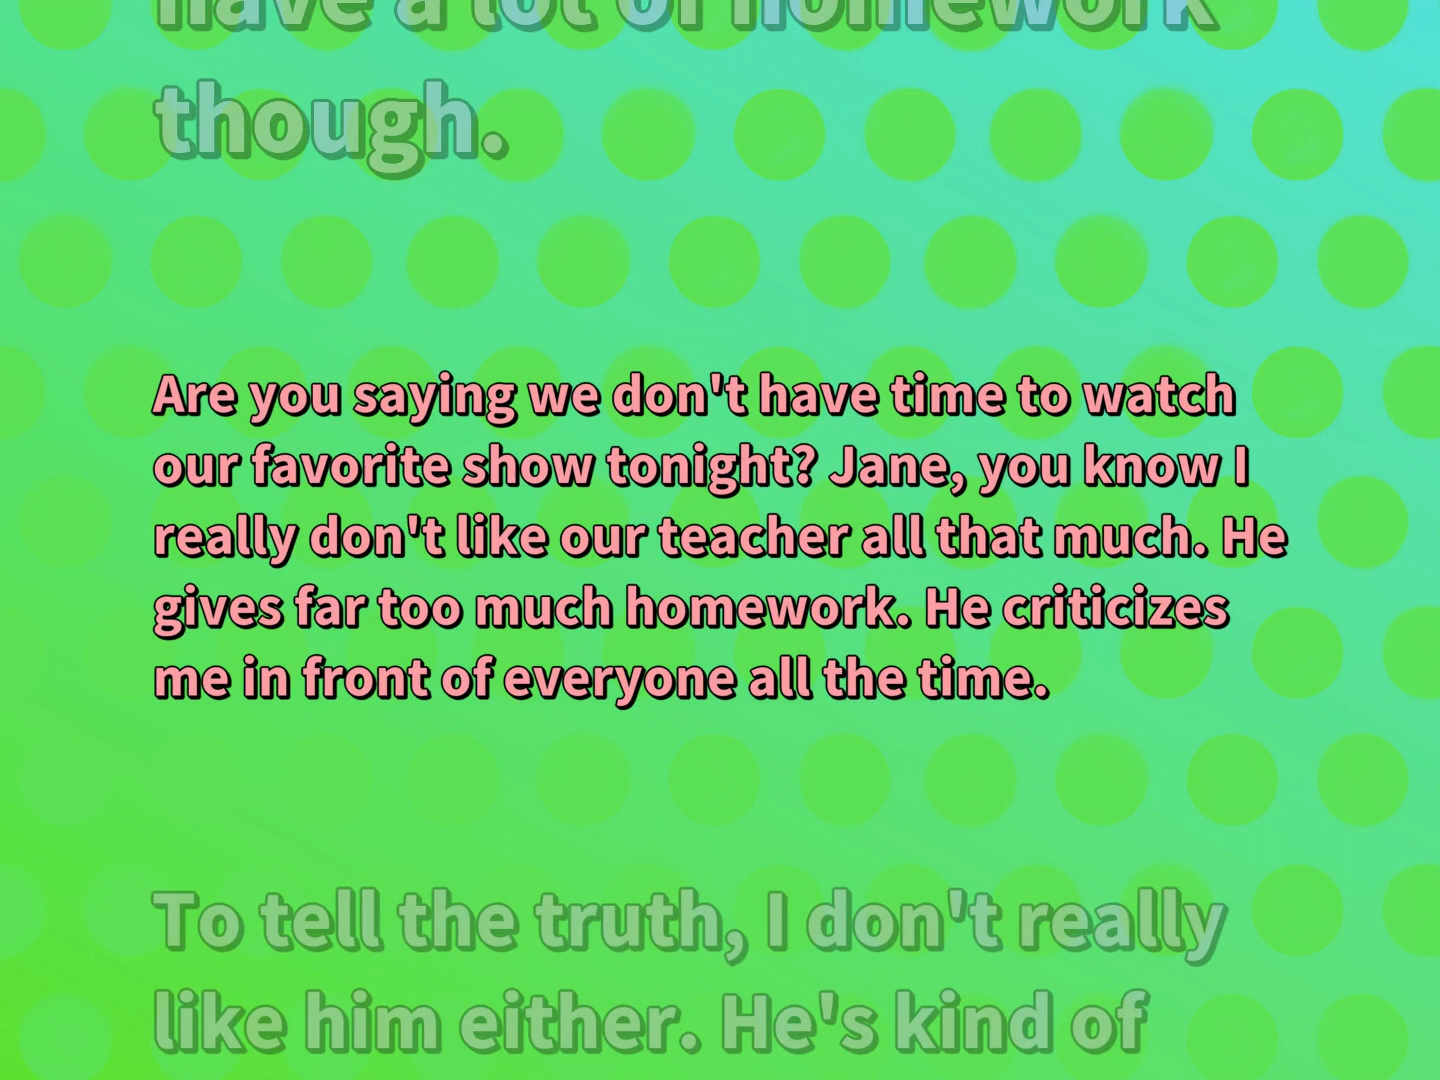 have a lot of homework
though.
Are you saying we don't have time to watch
our favorite show tonight? Jane, you know I
really don't like our teacher all that much. He
gives far too much homework. He criticizes
me in front of everyone all the time.
To tell the truth, I don't really
like him either. He's kind of